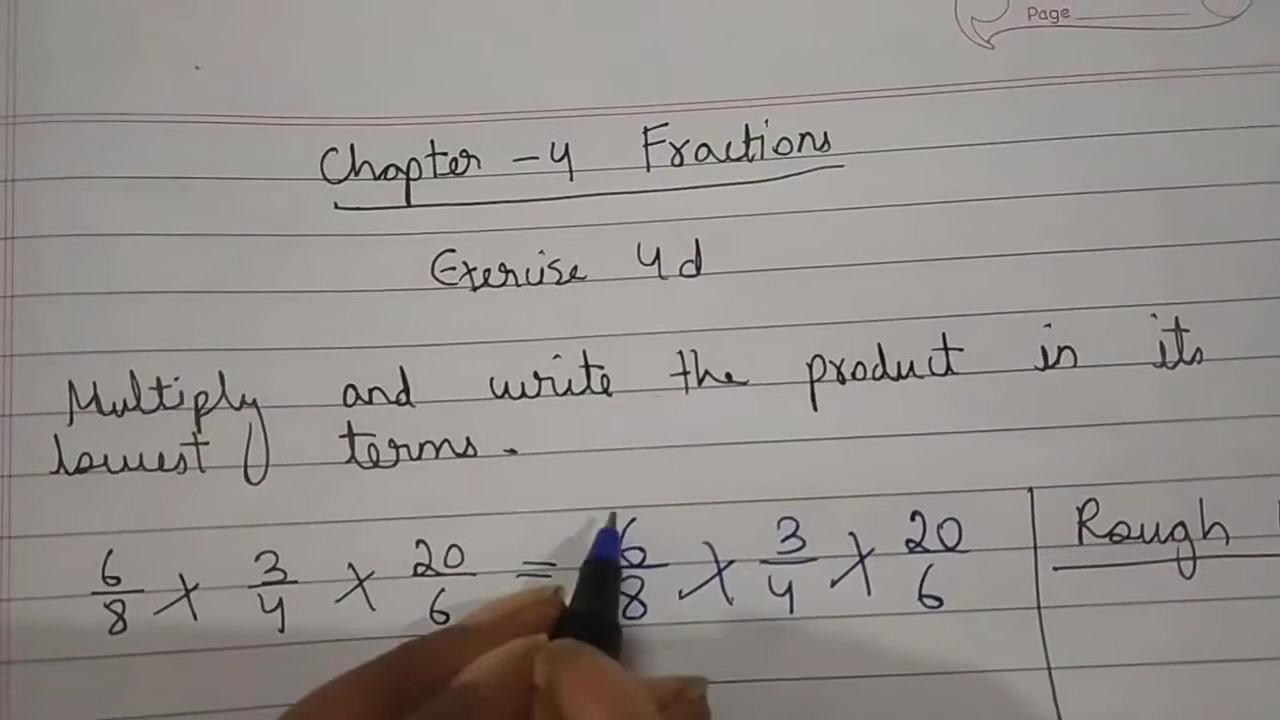 Page
Chapter - 4 Fractions
Exercise 4d
Multiply and write the product in its
lowest terms.
6/8 × 3/4 × 20/6 = 6/8 × 3/4 × 20/6
Rough